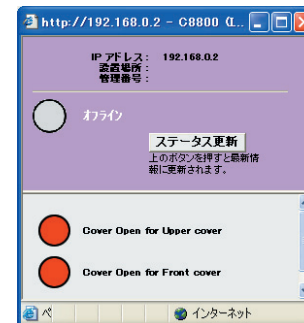 http://192.168.0.2 - C8800 (L...
IP アドレス： 192.168.0.2
設置場所：
管理番号：
オフライン
ステータス更新
上のボタンを押すと最新情
報に更新されます。
Cover Open for Upper cover
Cover Open for Front cover
ペ
インターネット